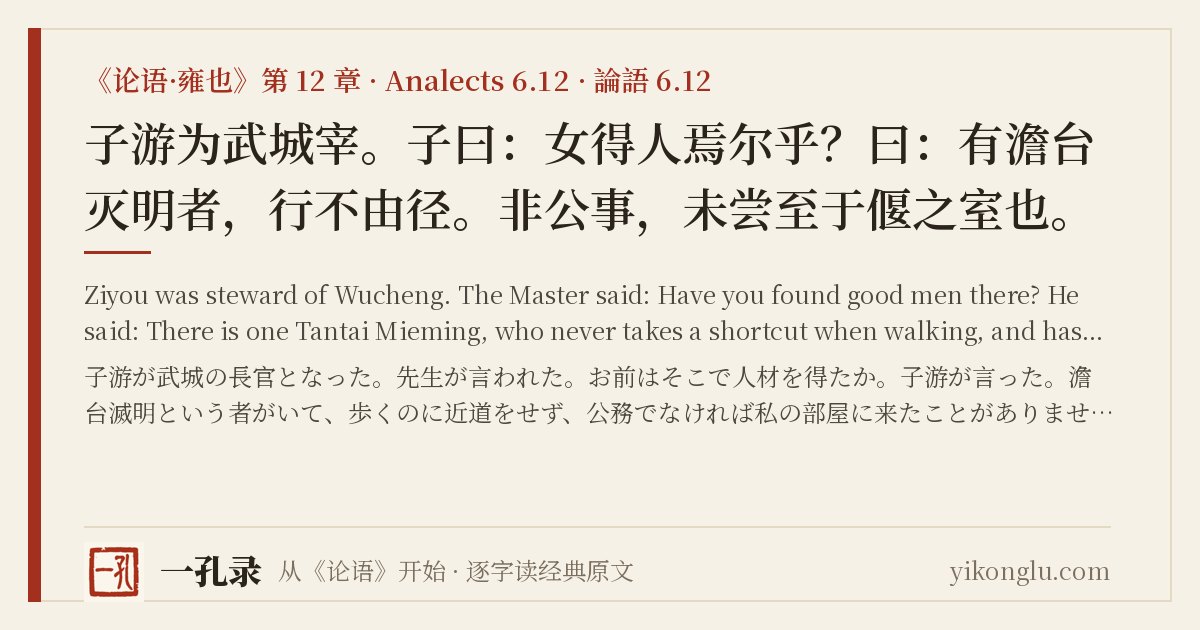 《论语·雍也》第 12 章 · Analects 6.12 · 論語 6.12
子游为武城宰。子曰：女得人焉尔乎？曰：有澹台
灭明者，行不由径。非公事，未尝至于偃之室也。
Ziyou was steward of Wucheng. The Master said: Have you found good men there? He
said: There is one Tantai Mieming, who never takes a shortcut when walking, and has...
子游が武城の長官となった。先生が言われた。お前はそこで人材を得たか。子游が言った。澹
台滅明という者がいて、歩くのに近道をせず、公務でなければ私の部屋に来たことがありませ…
一孔
一孔录 从《论语》开始 · 逐字读经典原文
yikonglu.com